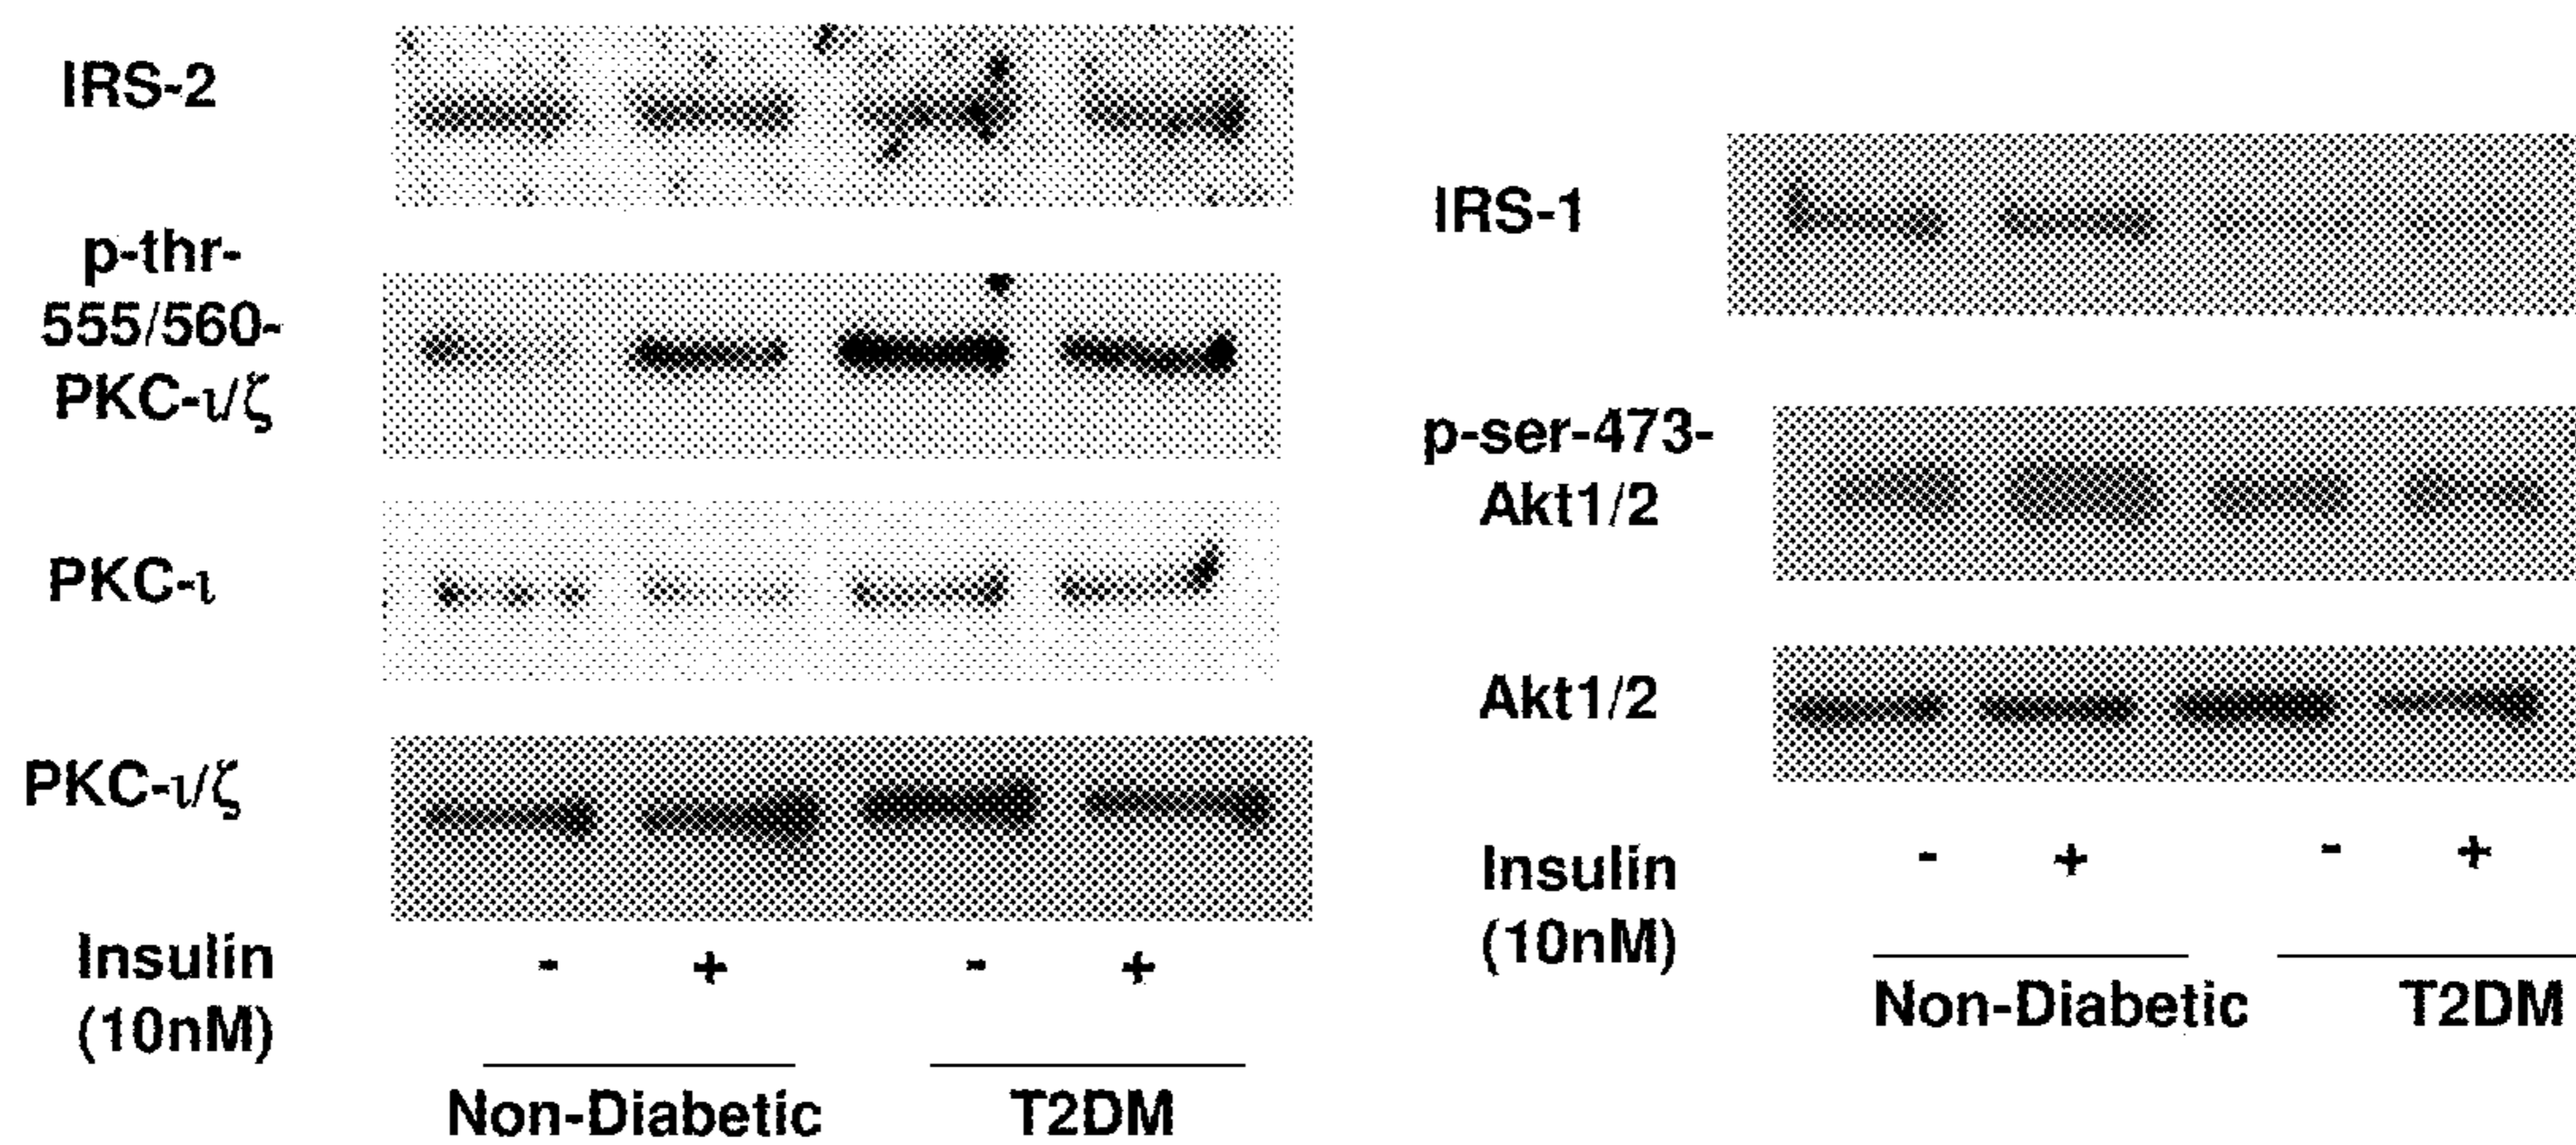 IRS-2
p-thr-
555/560-
PKC-ι/ζ
PKC-ι
PKC-ι/ζ
Insulin
(10nM)
- + - +
Non-Diabetic T2DM
IRS-1
p-ser-473-
Akt1/2
Akt1/2
Insulin
(10nM)
- + - +
Non-Diabetic T2DM